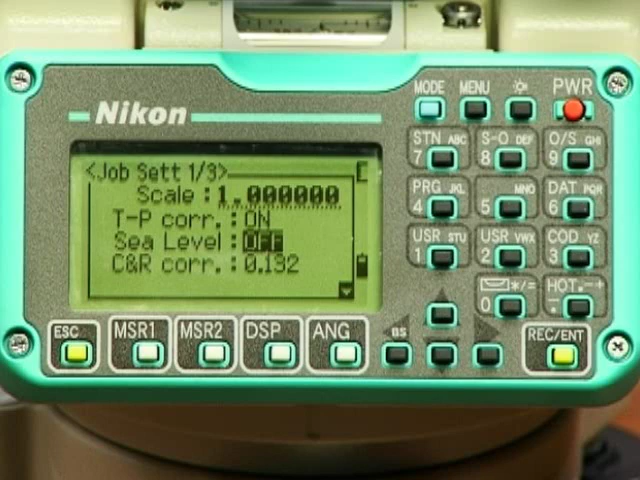 Nikon
MODE MENU PWR
<Job Sett 1/3>
Scale : 1.000000
T-P corr. : ON
Sea Level : OFF
C&R corr. : 0.132
STN ABC S-O DEF O/S GHI
7 8 9
PRG JKL MNO DAT PQR
4 5 6
USR STU USR VWX COD YZ
1 2 3
*/= HOT .-+
0 -.
ESC MSR1 MSR2 DSP ANG BS REC/ENT